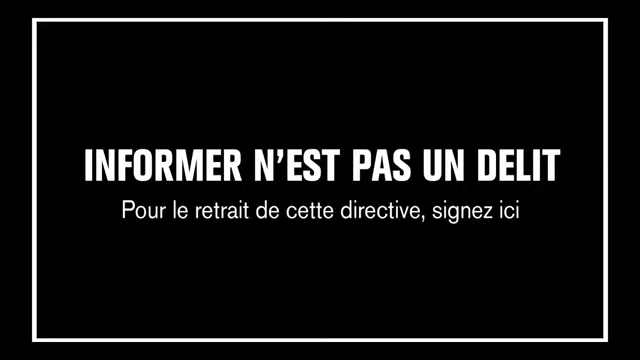 INFORMER N'EST PAS UN DELIT
Pour le retrait de cette directive, signez ici